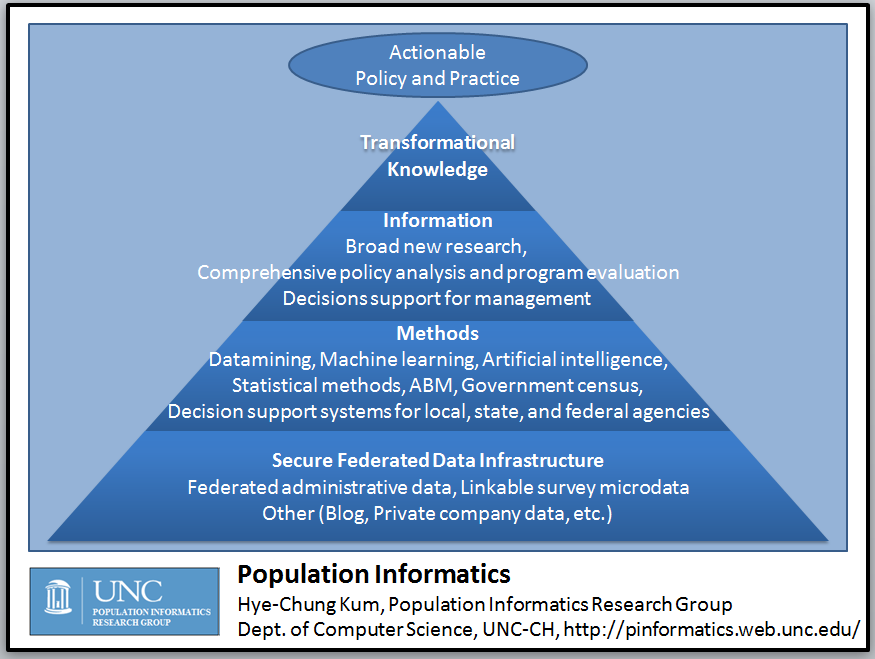 Actionable
Policy and Practice
Transformational
Knowledge
Information
Broad new research,
Comprehensive policy analysis and program evaluation
Decisions support for management
Methods
Datamining, Machine learning, Artificial intelligence,
Statistical methods, ABM, Government census,
Decision support systems for local, state, and federal agencies
Secure Federated Data Infrastructure
Federated administrative data, Linkable survey microdata
Other (Blog, Private company data, etc.)
UNC
POPULATION INFORMATICS
RESEARCH GROUP
Population Informatics
Hye-Chung Kum, Population Informatics Research Group
Dept. of Computer Science, UNC-CH, http://pinformatics.web.unc.edu/